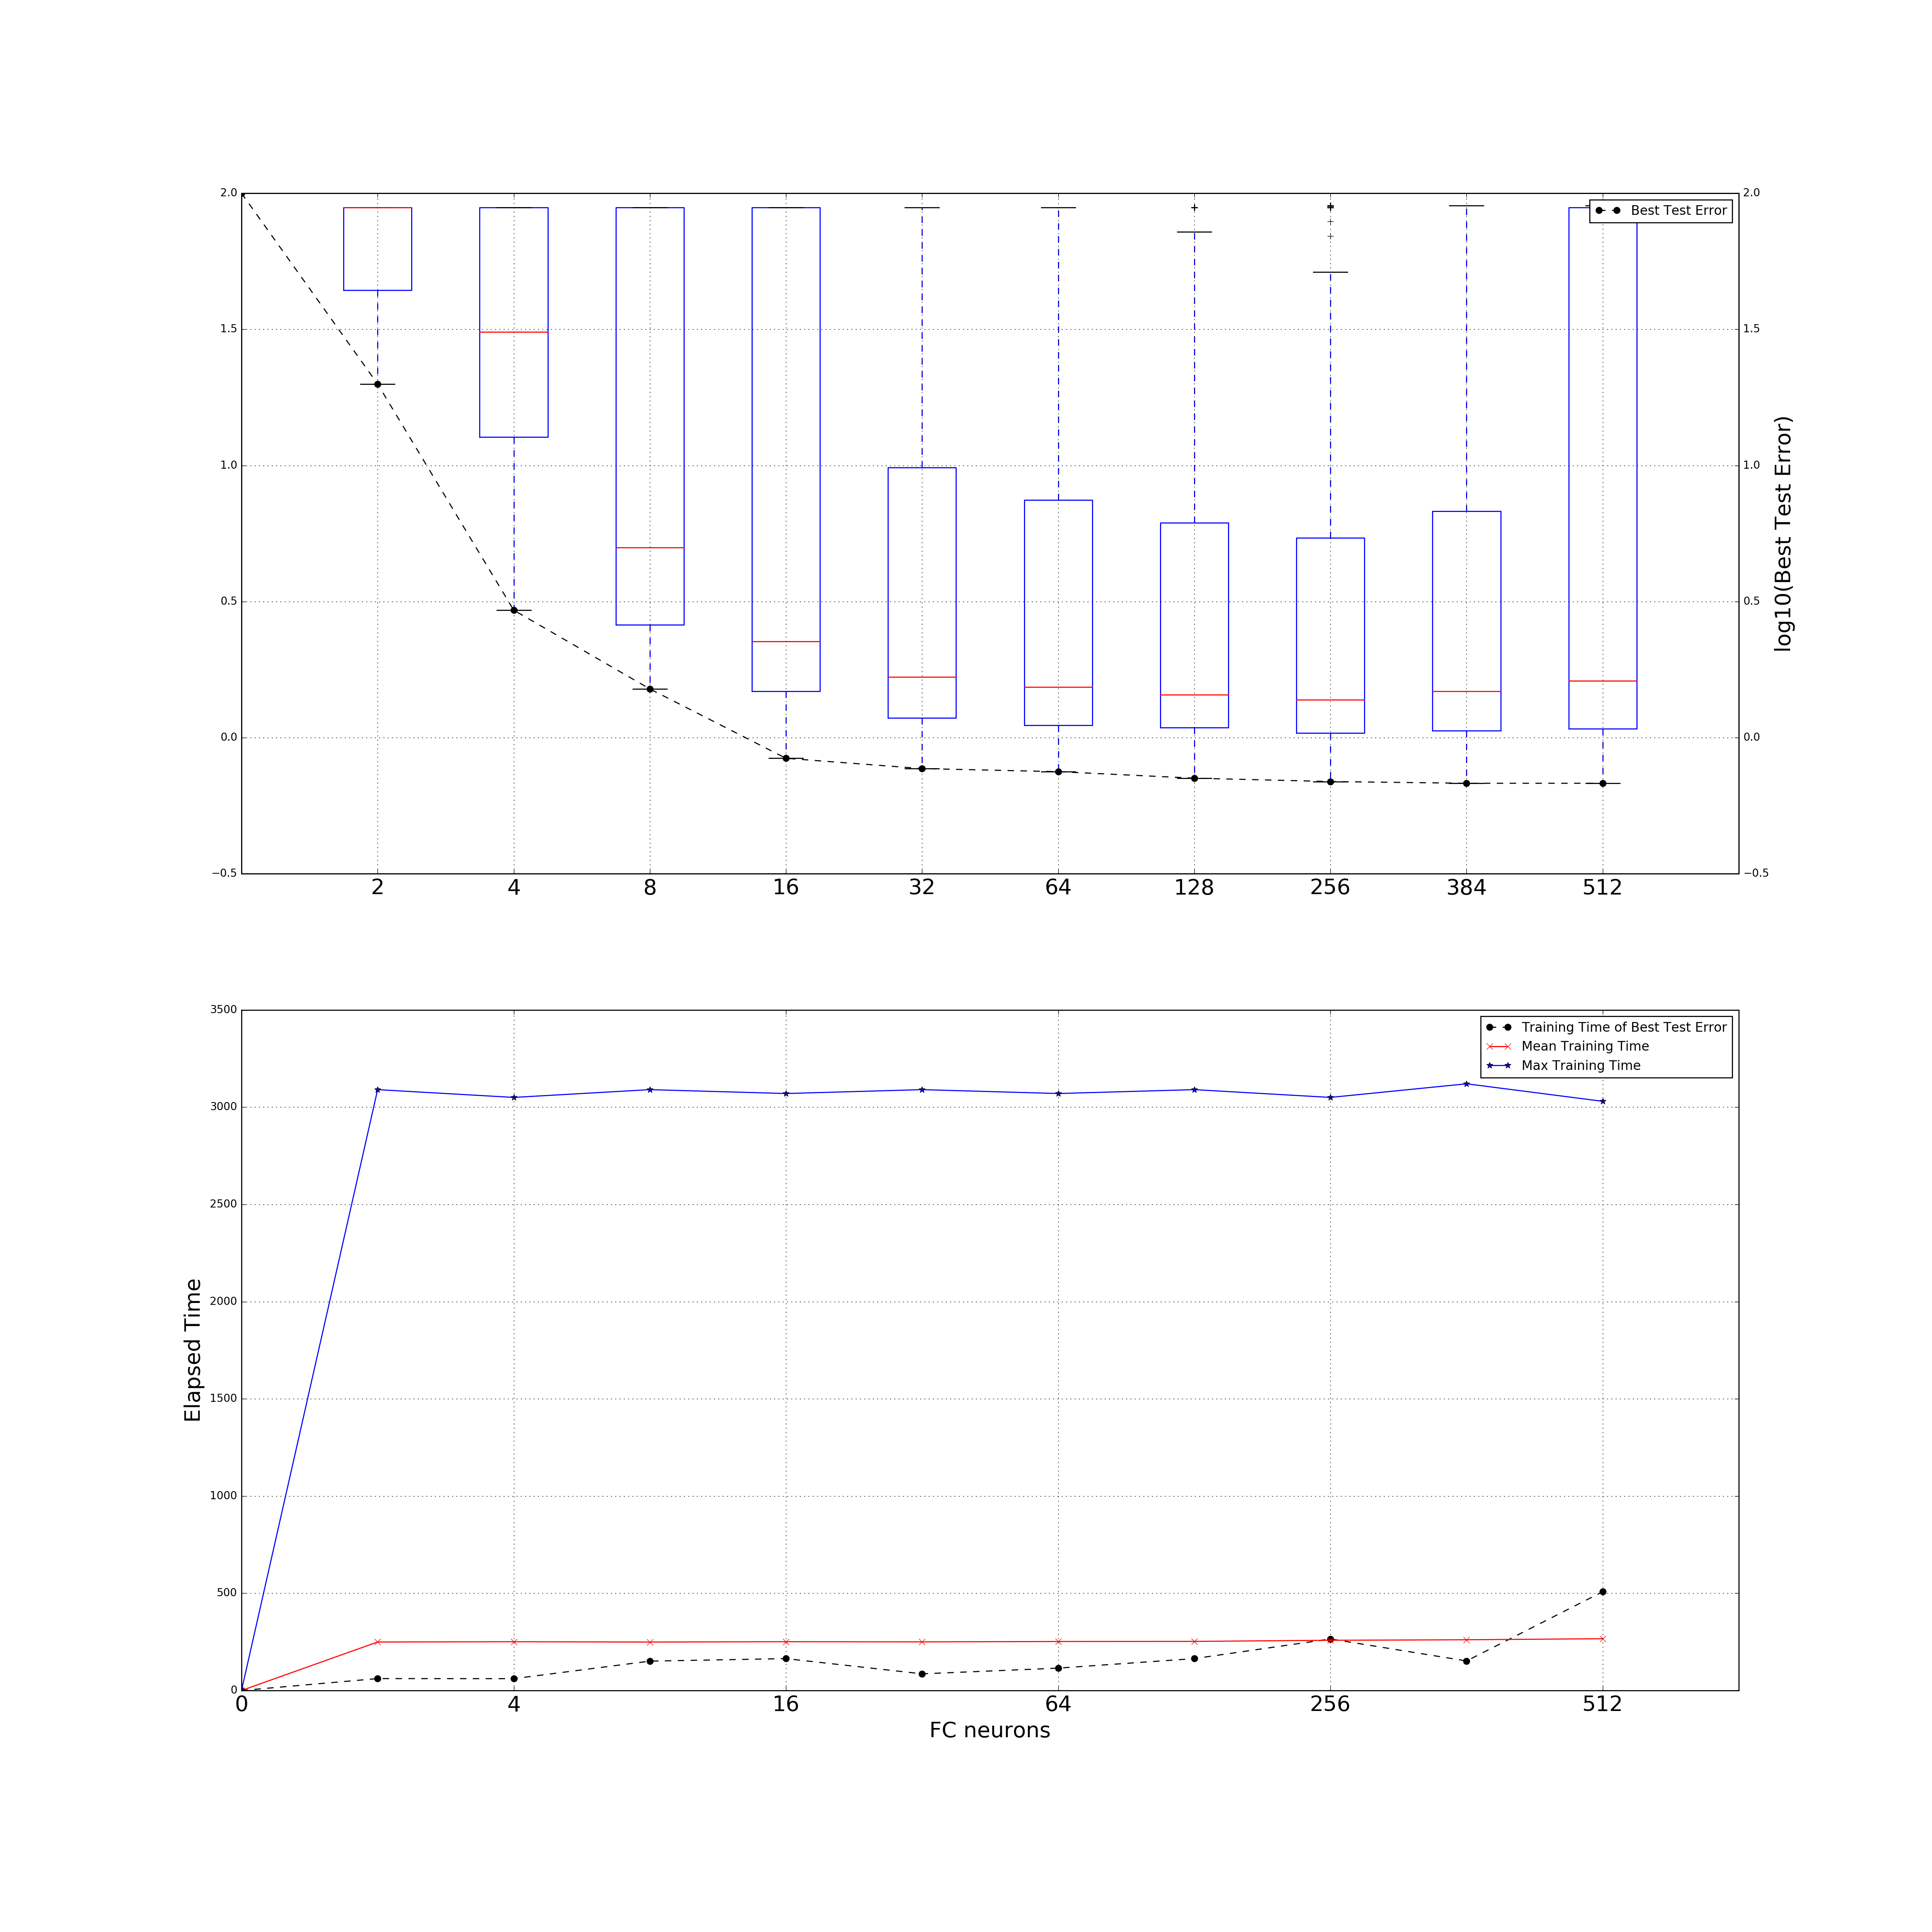 2.0
1.5
1.0
0.5
0.0
−0.5
2.0
1.5
1.0
0.5
0.0
−0.5
log10(Best Test Error)
Best Test Error
2 4 8 16 32 64 128 256 384 512
3500
3000
2500
2000
1500
1000
500
0
Elapsed Time
Training Time of Best Test Error
Mean Training Time
Max Training Time
0 4 16 64 256 512
FC neurons